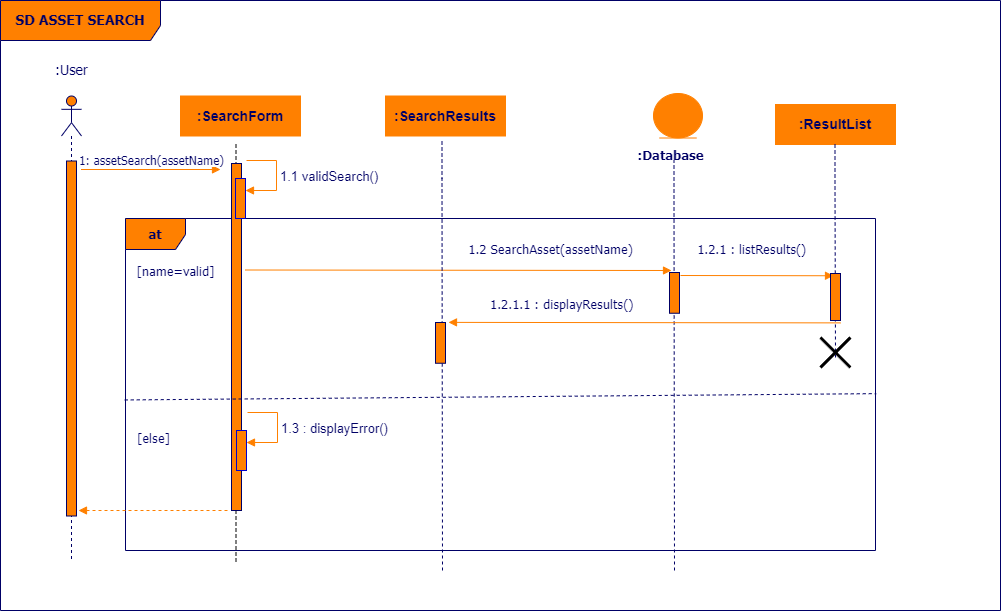 SD ASSET SEARCH
:User
:SearchForm
:SearchResults
:Database
:ResultList
1: assetSearch(assetName)
1.1 validSearch()
at
[name=valid]
1.2 SearchAsset(assetName)
1.2.1 : listResults()
1.2.1.1 : displayResults()
[else]
1.3 : displayError()